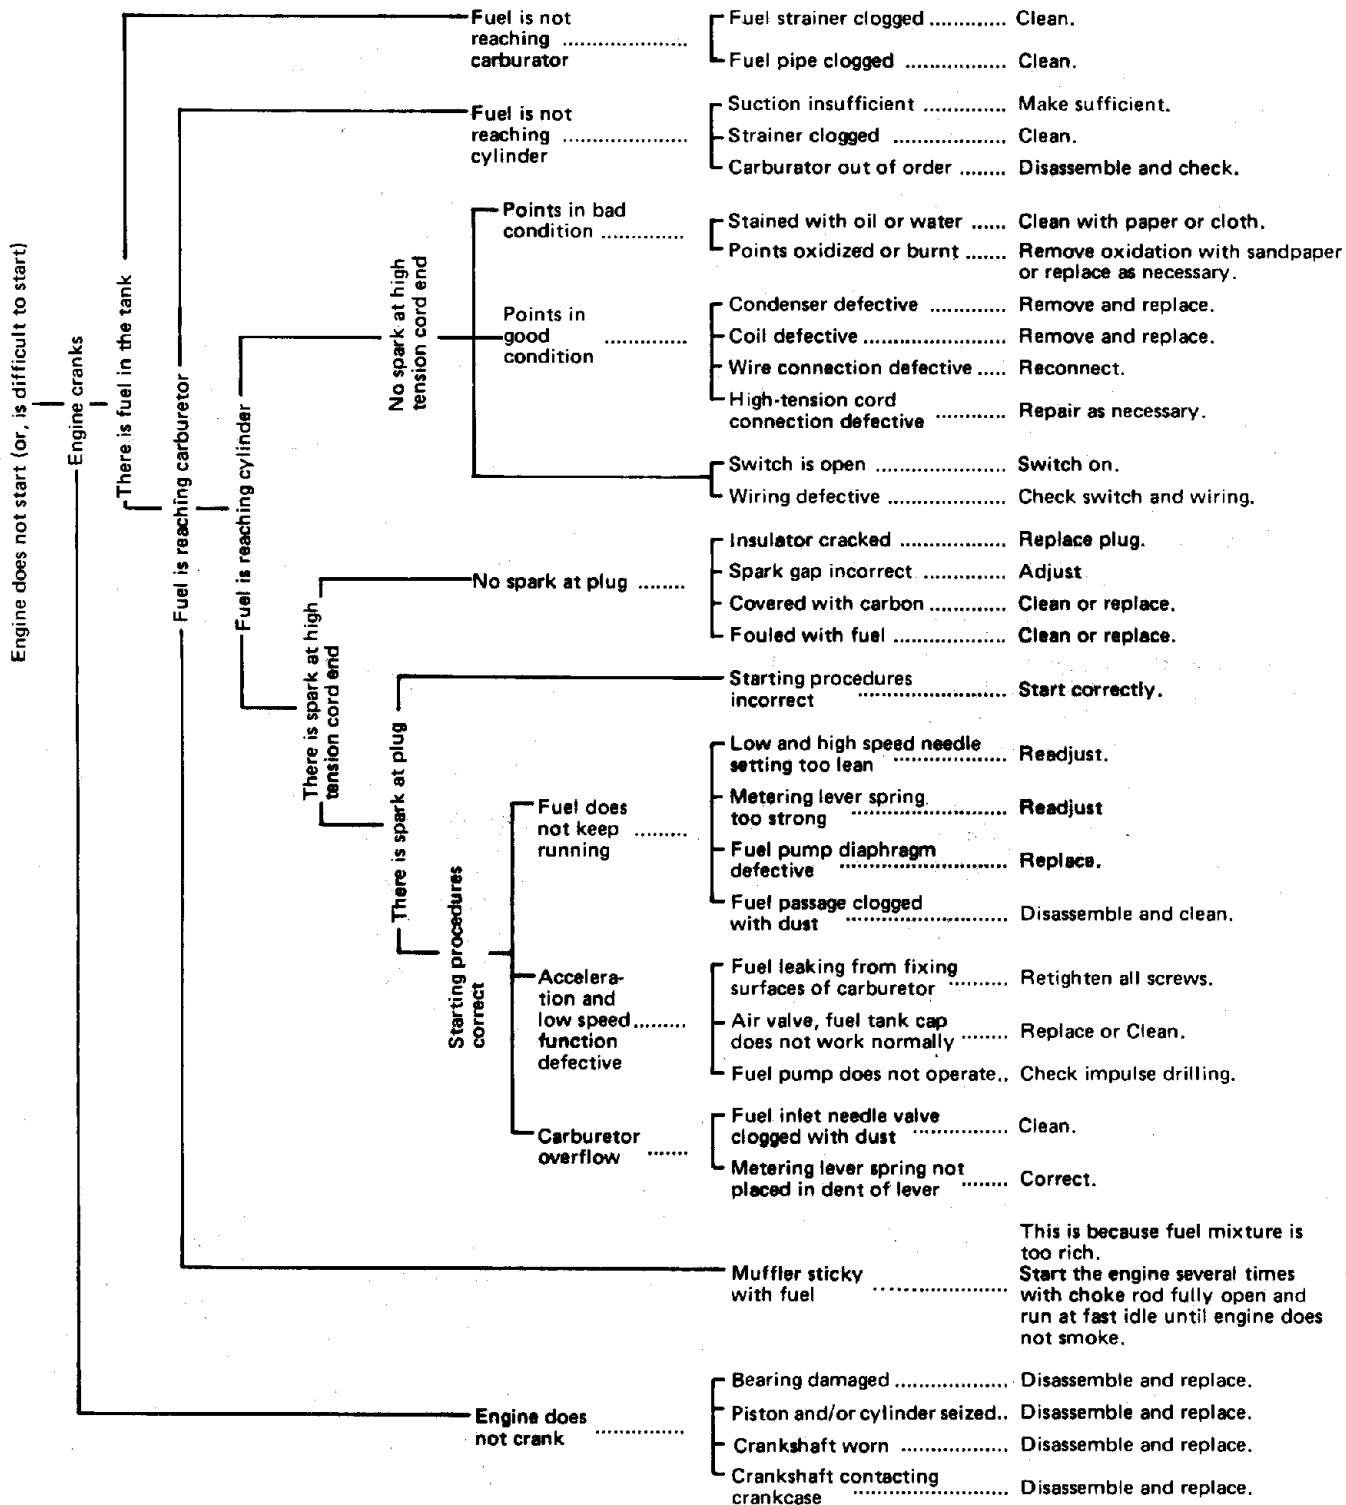 Engine does not start (or, is difficult to start)
Engine cranks
There is fuel in the tank
Fuel is reaching carburetor
Fuel is reaching cylinder
No spark at high
tension cord end
There is spark at high
tension cord end
There is spark at plug
Starting procedures
correct
Fuel is not
reaching
carburator
Fuel strainer clogged ............ Clean.
Fuel pipe clogged ................ Clean.
Fuel is not
reaching
cylinder
Suction insufficient ............. Make sufficient.
Strainer clogged .................. Clean.
Carburator out of order ........ Disassemble and check.
Points in bad
condition
Stained with oil or water ...... Clean with paper or cloth.
Points oxidized or burnt ....... Remove oxidation with sandpaper
or replace as necessary.
Points in
good
condition
Condenser defective ............ Remove and replace.
Coil defective ...................... Remove and replace.
Wire connection defective ..... Reconnect.
High-tension cord
connection defective ............ Repair as necessary.
Switch is open .................... Switch on.
Wiring defective .................. Check switch and wiring.
No spark at plug ........
Insulator cracked ................ Replace plug.
Spark gap incorrect ............. Adjust
Covered with carbon ............ Clean or replace.
Fouled with fuel ................. Clean or replace.
Starting procedures
incorrect ...................... Start correctly.
Fuel does
not keep
running
Low and high speed needle
setting too lean ................. Readjust.
Metering lever spring
too strong ....................... Readjust
Fuel pump diaphragm
defective ......................... Replace.
Fuel passage clogged
with dust ........................ Disassemble and clean.
Accelera-
tion and
low speed ........
function
defective
Fuel leaking from fixing
surfaces of carburetor ......... Retighten all screws.
Air valve, fuel tank cap
does not work normally ........ Replace or Clean.
Fuel pump does not operate.. Check impulse drilling.
Carburetor
overflow ......
Fuel inlet needle valve
clogged with dust .............. Clean.
Metering lever spring not
placed in dent of lever ........ Correct.
Muffler sticky
with fuel ....................
This is because fuel mixture is
too rich.
Start the engine several times
with choke rod fully open and
run at fast idle until engine does
not smoke.
Engine does
not crank .............
Bearing damaged ................. Disassemble and replace.
Piston and/or cylinder seized.. Disassemble and replace.
Crankshaft worn ................. Disassemble and replace.
Crankshaft contacting
crankcase ........................ Disassemble and replace.